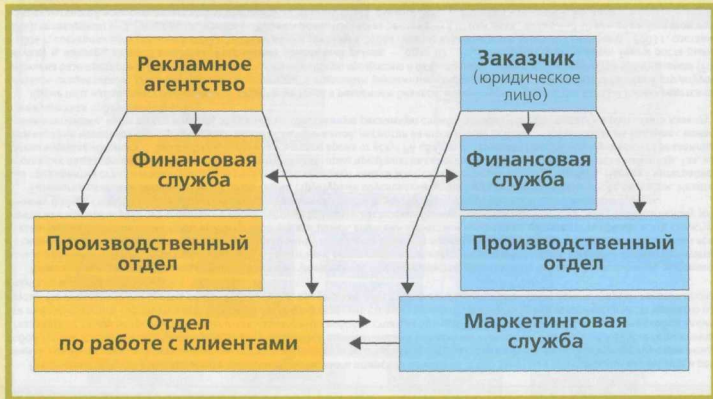 Рекламное
агентство
Заказчик
(юридическое
лицо)
Финансовая
служба
Финансовая
служба
Производственный
отдел
Производственный
отдел
Отдел
по работе с клиентами
Маркетинговая
служба